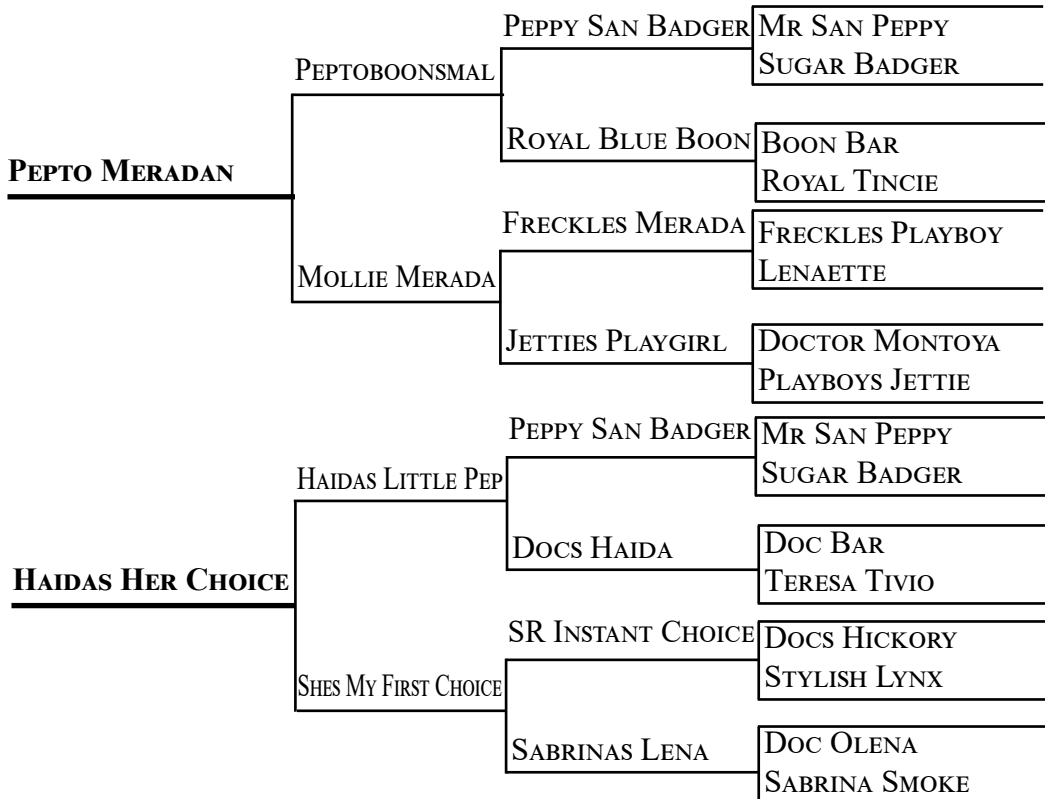 Peppy San Badger
Mr San Peppy
Sugar Badger
Peptoboonsmal
Royal Blue Boon
Boon Bar
Royal Tincie
Pepto Meradan
Freckles Merada
Freckles Playboy
Lenaette
Mollie Merada
Jetties Playgirl
Doctor Montoya
Playboys Jettie
Peppy San Badger
Mr San Peppy
Sugar Badger
Haidas Little Pep
Docs Haida
Doc Bar
Teresa Tivio
Haidas Her Choice
SR Instant Choice
Docs Hickory
Stylish Lynx
Shes My First Choice
Sabrinas Lena
Doc Olena
Sabrina Smoke